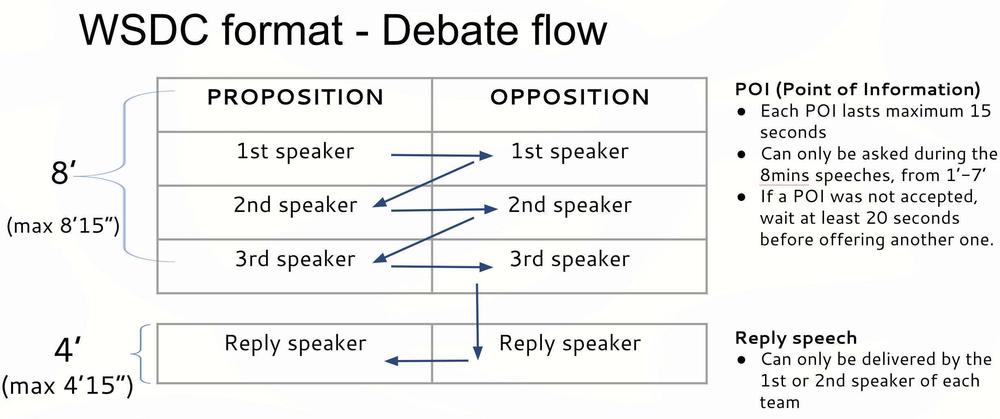 WSDC format - Debate flow
PROPOSITION
OPPOSITION
1st speaker
1st speaker
2nd speaker
2nd speaker
3rd speaker
3rd speaker
8‘
(max 8‘15”)
Reply speaker
Reply speaker
4‘
(max 4‘15”)
POI (Point of Information)
● Each POI lasts maximum 15
seconds
● Can only be asked during the
8mins speeches, from 1‘-7‘
● If a POI was not accepted,
wait at least 20 seconds
before offering another one.
Reply speech
● Can only be delivered by the
1st or 2nd speaker of each
team